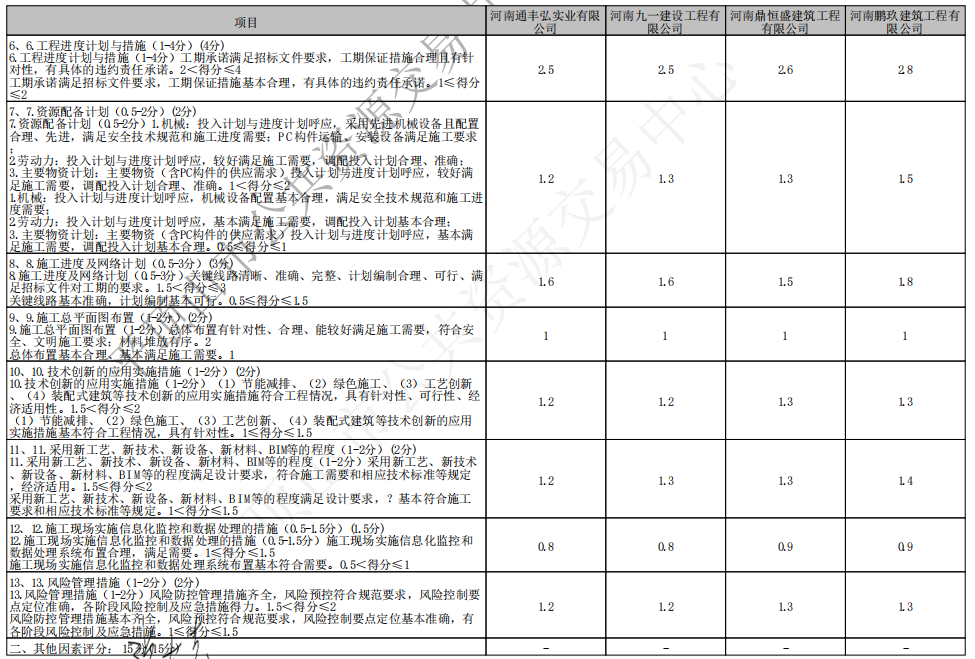 项目
河南通丰弘实业有限公司
河南九一建设工程有限公司
河南鼎恒盛建筑工程有限公司
河南鹏玖建筑工程有限公司
6、6.工程进度计划与措施（1-4分）(4分)
6.工程进度计划与措施（1-4分）工期承诺满足招标文件要求，工期保证措施合理且有针
对性，有具体的违约责任承诺。2<得分≤4
工期承诺满足招标文件要求，工期保证措施基本合理，有具体的违约责任承诺。1≤得分
≤2
2.5
2.5
2.6
2.8
7、7.资源配备计划（0.5-2分）(2分)
7.资源配备计划（0.5-2分）1.机械：投入计划与进度计划呼应，采用先进机械设备且配置
合理、先进，满足安全技术规范和施工进度需要；PC构件运输、安装设备满足施工要求
；
2.劳动力：投入计划与进度计划呼应，较好满足施工需要，调配投入计划合理、准确；
3.主要物资计划：主要物资（含PC构件的供应需求）投入计划与进度计划呼应，较好满
足施工需要，调配投入计划合理、准确。1<得分≤2
1.机械：投入计划与进度计划呼应，机械设备配置基本合理，满足安全技术规范和施工进
度需要；
2.劳动力：投入计划与进度计划呼应，基本满足施工需要，调配投入计划基本合理；
3.主要物资计划：主要物资（含PC构件的供应需求）投入计划与进度计划呼应，基本满
足施工需要，调配投入计划基本合理。0.5≤得分≤1
1.2
1.3
1.3
1.5
8、8.施工进度及网络计划（0.5-3分）(3分)
8.施工进度及网络计划（0.5-3分）关键线路清晰、准确、完整、计划编制合理、可行、满
足招标文件对工期的要求。1.5<得分≤3
关键线路基本准确，计划编制基本可行。0.5≤得分≤1.5
1.6
1.6
1.5
1.8
9、9.施工总平面图布置（1-2分）(2分)
9.施工总平面图布置（1-2分）总体布置有针对性、合理、能较好满足施工需要，符合安
全、文明施工要求；材料堆放有序。2
总体布置基本合理、基本满足施工需要。1
1
1
1
1
10、10.技术创新的应用实施措施（1-2分）(2分)
10.技术创新的应用实施措施（1-2分）（1）节能减排、（2）绿色施工、（3）工艺创新
、（4）装配式建筑等技术创新的应用实施措施符合工程情况，具有针对性、可行性、经
济适用性。1.5<得分≤2
（1）节能减排、（2）绿色施工、（3）工艺创新、（4）装配式建筑等技术创新的应用
实施措施基本符合工程情况，具有针对性。1≤得分≤1.5
1.2
1.2
1.3
1.3
11、11.采用新工艺、新技术、新设备、新材料、BIM等的程度（1-2分）(2分)
11.采用新工艺、新技术、新设备、新材料、BIM等的程度（1-2分）采用新工艺、新技术
、新设备、新材料、BIM等的程度满足设计要求，符合施工需要和相应技术标准等规定
，经济适用。1.5≤得分≤2
采用新工艺、新技术、新设备、新材料、BIM等的程度满足设计要求，？基本符合施工
要求和相应技术标准等规定。1<得分≤1.5
1.2
1.3
1.3
1.4
12、12.施工现场实施信息化监控和数据处理的措施（0.5-1.5分）(1.5分)
12.施工现场实施信息化监控和数据处理的措施（0.5-1.5分）施工现场实施信息化监控和
数据处理系统布置合理，满足需要。1≤得分≤1.5
施工现场实施信息化监控和数据处理系统布置基本符合需要。0.5<得分≤1
0.8
0.8
0.9
0.9
13、13.风险管理措施（1-2分）(2分)
13.风险管理措施（1-2分）风险防控管理措施齐全，风险预控符合规范要求，风险控制要
点定位准确，各阶段风险控制及应急措施得力。1.5<得分≤2
风险防控管理措施基本齐全，风险预控符合规范要求，风险控制要点定位基本准确，有
各阶段风险控制及应急措施。1≤得分≤1.5
1.2
1.2
1.3
1.3
二、其他因素评分：15分(15分)
-
-
-
-